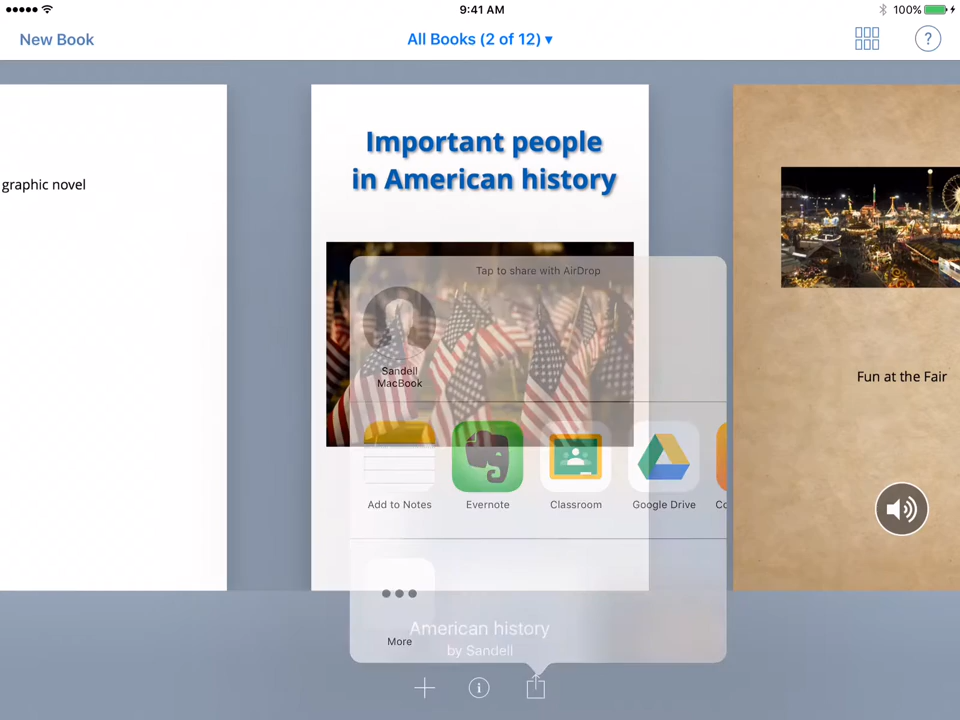 9:41 AM
100%
New Book
All Books (2 of 12) ▾
?
graphic novel
Important people
in American history
Tap to share with AirDrop
Sandell
MacBook
Fun at the Fair
Add to Notes
Evernote
Classroom
Google Drive
Co
More
American history
by Sandell